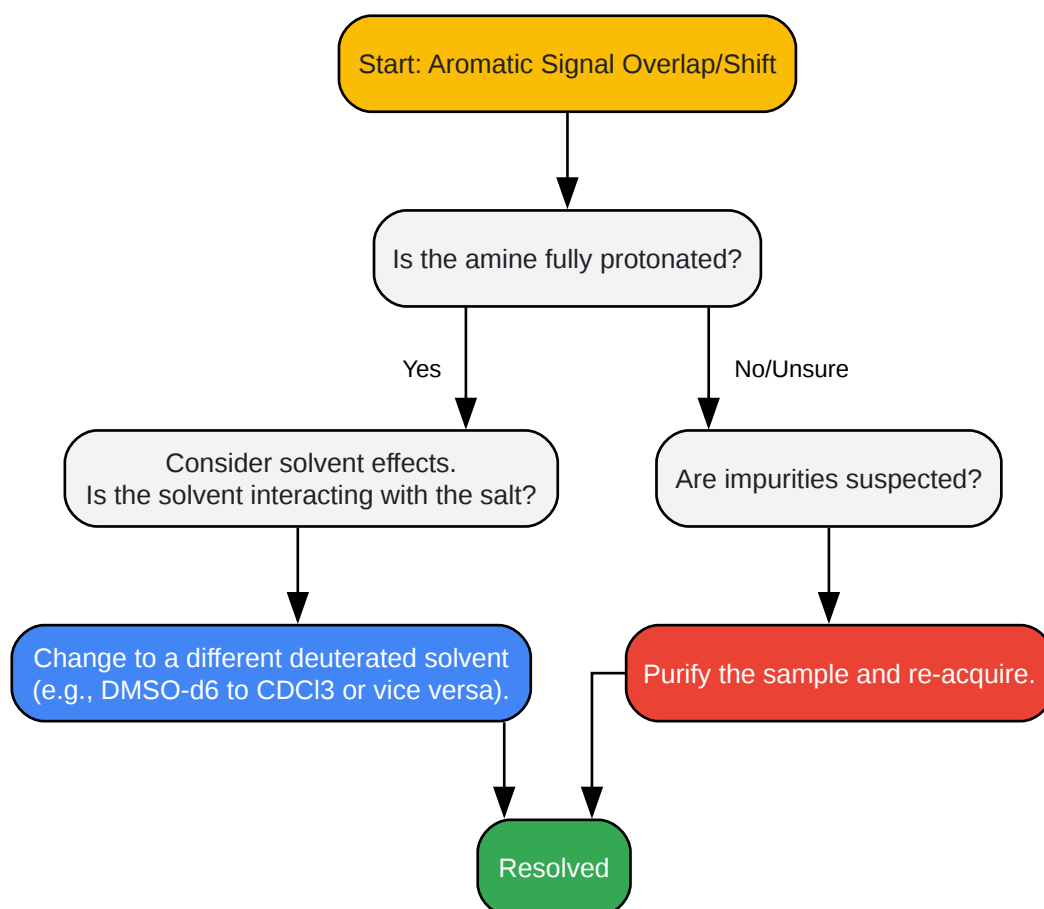 Start: Aromatic Signal Overlap/Shift
Is the amine fully protonated?
Yes
No/Unsure
Consider solvent effects.
Is the solvent interacting with the salt?
Are impurities suspected?
Change to a different deuterated solvent
(e.g., DMSO-d6 to CDCl3 or vice versa).
Purify the sample and re-acquire.
Resolved